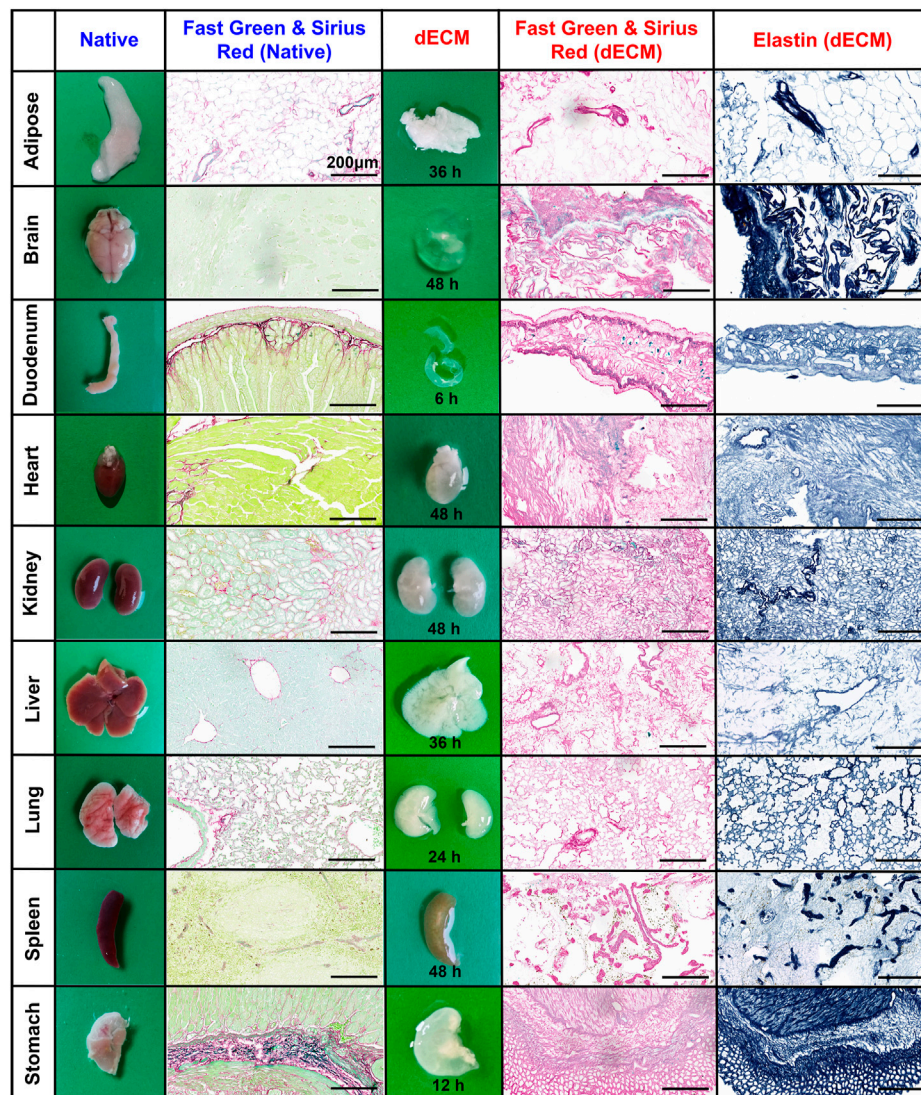 Native
Fast Green & Sirius
Red (Native)
dECM
Fast Green & Sirius
Red (dECM)
Elastin (dECM)
Adipose
200µm
36 h
Brain
48 h
Duodenum
6 h
Heart
48 h
Kidney
48 h
Liver
36 h
Lung
24 h
Spleen
48 h
Stomach
12 h